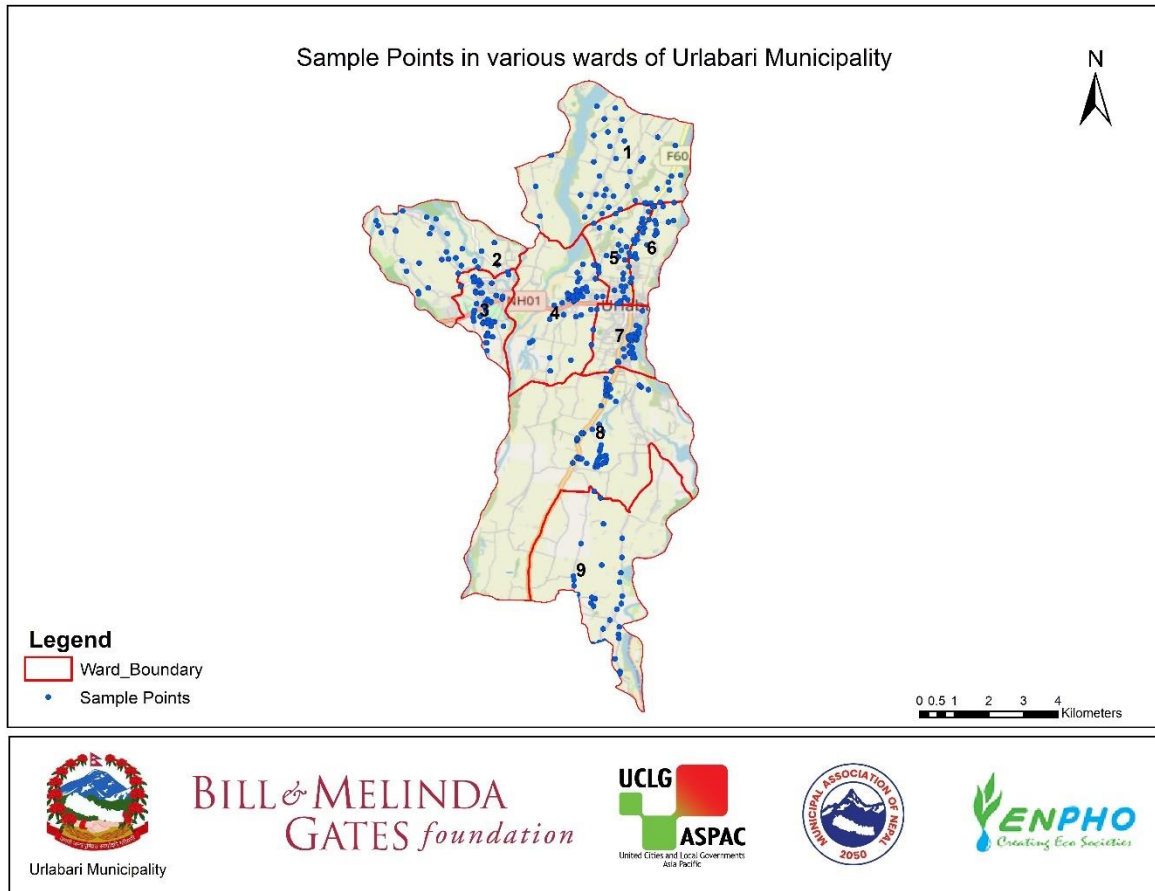 Sample Points in various wards of Urlabari Municipality
N
1
F60
2
5
6
NH01
3
4
7
8
9
Legend
Ward_Boundary
Sample Points
0 0.5 1 2 3 4
Kilometers
Urlabari Municipality
BILL & MELINDA
GATES foundation
UCLG
ASPAC
United Cities and Local Governments
Asia Pacific
MUNICIPAL ASSOCIATION OF NEPAL
2050
ENPHO
Creating Eco Societies